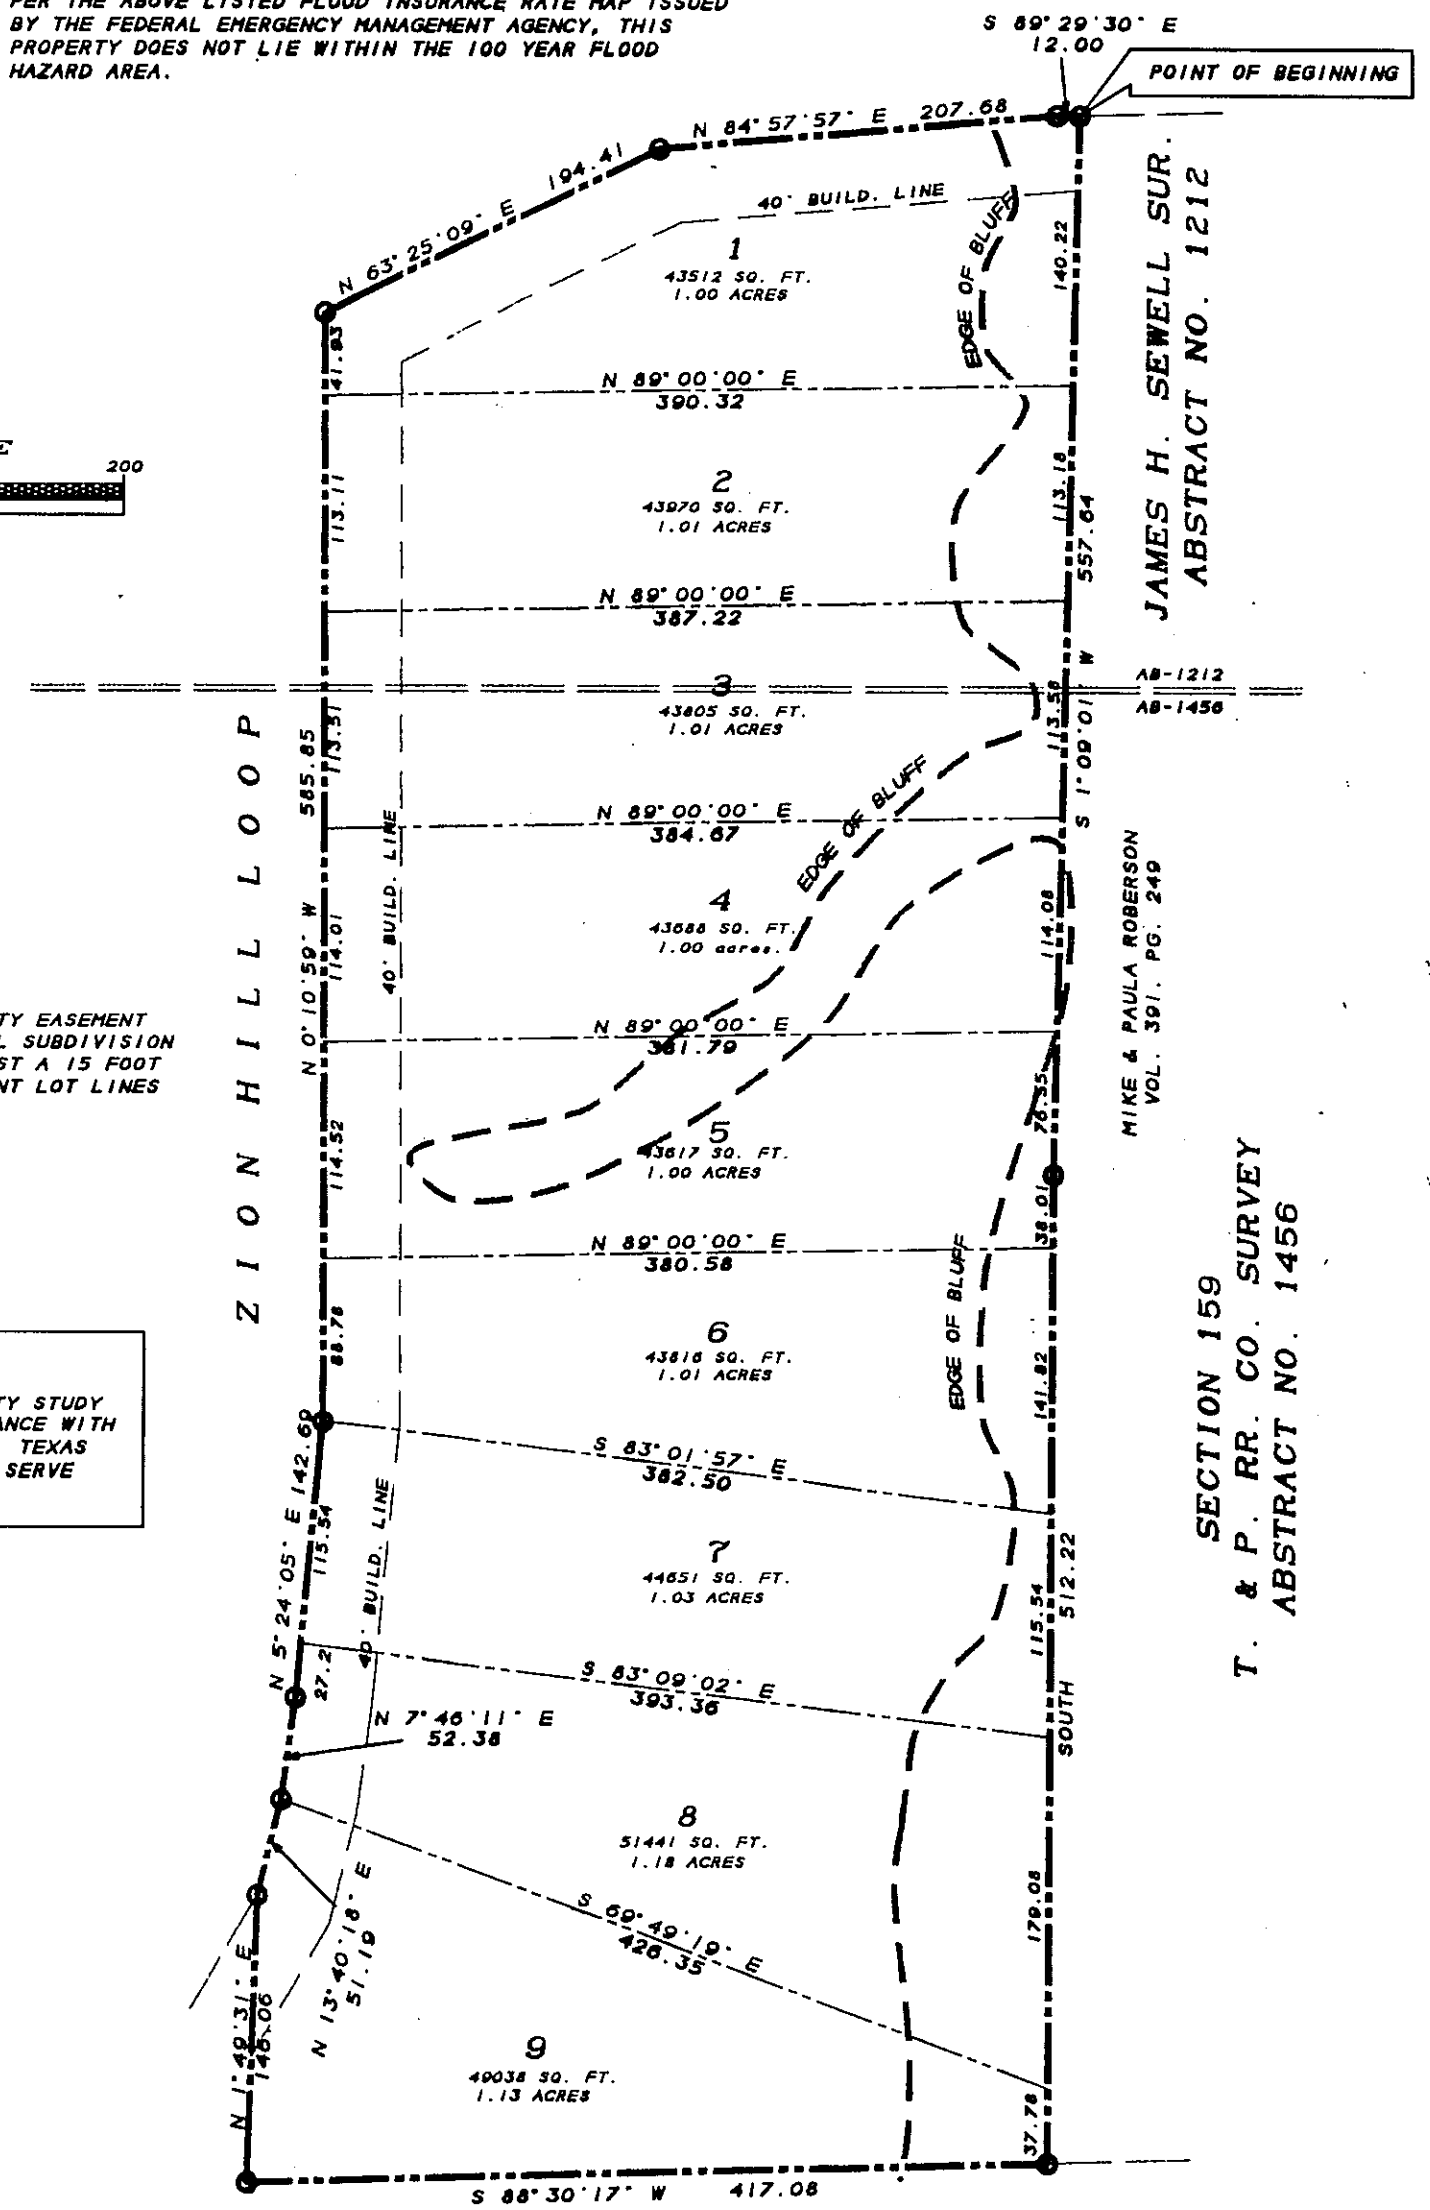 PER THE ABOVE LISTED FLOOD INSURANCE RATE MAP ISSUED
BY THE FEDERAL EMERGENCY MANAGEMENT AGENCY, THIS
PROPERTY DOES NOT LIE WITHIN THE 100 YEAR FLOOD
HAZARD AREA.
S 89°29'30" E
12.00
POINT OF BEGINNING
N 84°57'57" E 207.68
N 63°25'09" E 194.41
40' BUILD. LINE
1
43512 SQ. FT.
1.00 ACRES
EDGE OF BLUFF
EDGE OF BLUFF
140.22
JAMES H. SEWELL SUR.
ABSTRACT NO. 1212
41.93
N 89°00'00" E
390.32
E
200
113.11
2
43970 SQ. FT.
1.01 ACRES
113.18
557.64
N 89°00'00" E
387.22
S 1°09'01" W
AB-1212
AB-1456
3
43805 SQ. FT.
1.01 ACRES
113.51
113.58
585.85
ZION HILL LOOP
EDGE OF BLUFF
N 89°00'00" E
384.67
40' BUILD. LINE
4
43688 SQ. FT.
1.00 acres.
N 0°10'59" W
114.01
114.08
MIKE & PAULA ROBERSON
VOL. 391. PG. 249
TY EASEMENT
L SUBDIVISION
ST A 15 FOOT
NT LOT LINES
N 89°00'00" E
381.79
76.55
114.52
5
43617 SQ. FT.
1.00 ACRES
38.01
N 89°00'00" E
380.58
EDGE OF BLUFF
SECTION 159
T. & P. RR. CO. SURVEY
ABSTRACT NO. 1456
88.78
6
43818 SQ. FT.
1.01 ACRES
141.82
TY STUDY
ANCE WITH
TEXAS
SERVE
S 83°01'57" E
382.50
N 5°24'05" E 142.69
115.54
40' BUILD. LINE
7
44651 SQ. FT.
1.03 ACRES
115.54
SOUTH 512.22
27.2
S 83°09'02" E
393.36
N 7°46'11" E
52.38
8
51441 SQ. FT.
1.18 ACRES
179.08
S 69°49'19" E
426.35
N 13°40'18" E
51.19
N 1°49'31" E
9
49038 SQ. FT.
1.13 ACRES
37.78
S 88°30'17" W 417.08